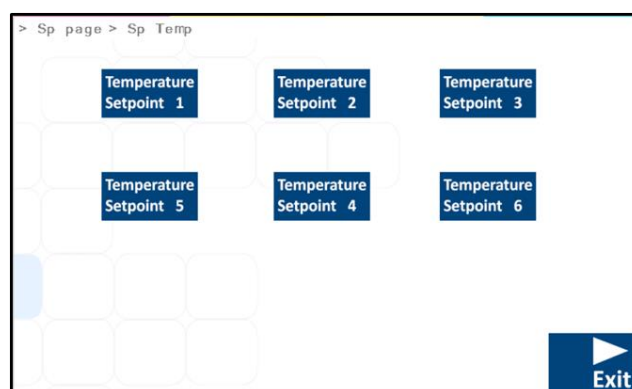 > Sp page > Sp Temp
Temperature
Setpoint 1
Temperature
Setpoint 2
Temperature
Setpoint 3
Temperature
Setpoint 5
Temperature
Setpoint 4
Temperature
Setpoint 6
Exit